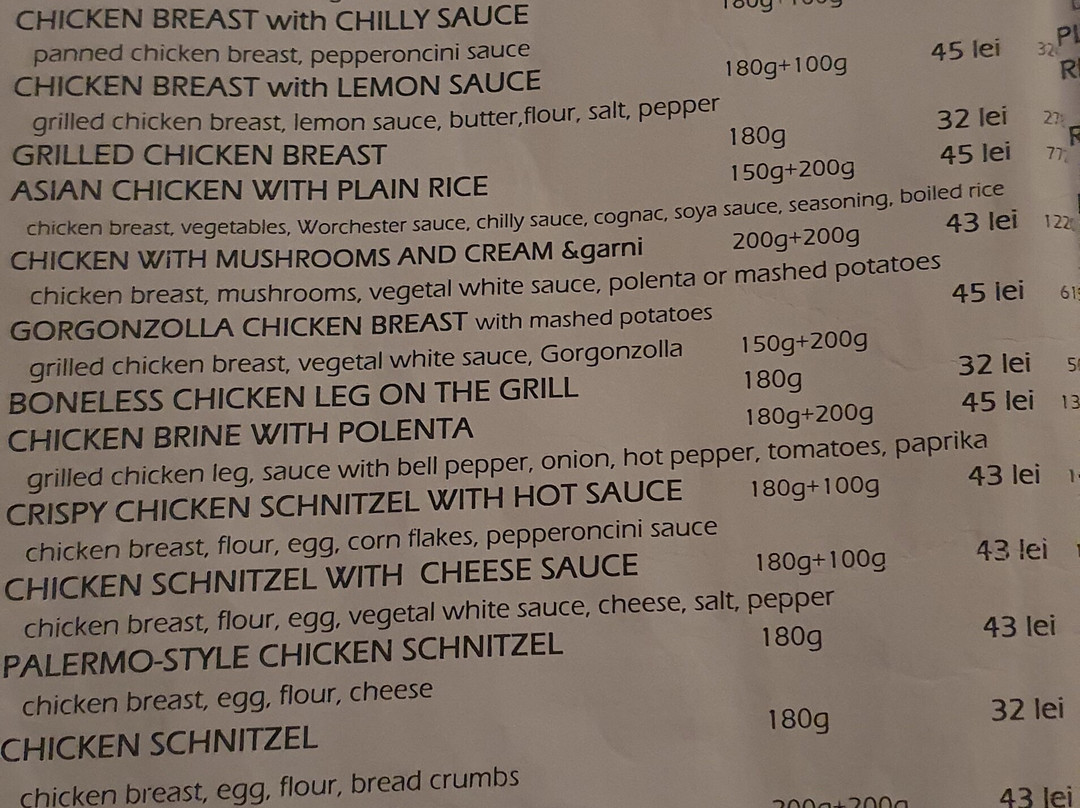 CHICKEN BREAST with CHILLY SAUCE
panned chicken breast, pepperoncini sauce
CHICKEN BREAST with LEMON SAUCE 180g+100g 45 lei
grilled chicken breast, lemon sauce, butter,flour, salt, pepper
GRILLED CHICKEN BREAST 180g 32 lei
ASIAN CHICKEN WITH PLAIN RICE 150g+200g 45 lei
chicken breast, vegetables, Worchester sauce, chilly sauce, cognac, soya sauce, seasoning, boiled rice
CHICKEN WITH MUSHROOMS AND CREAM &garni 200g+200g 43 lei
chicken breast, mushrooms, vegetal white sauce, polenta or mashed potatoes
GORGONZOLLA CHICKEN BREAST with mashed potatoes 150g+200g 45 lei
grilled chicken breast, vegetal white sauce, Gorgonzolla
BONELESS CHICKEN LEG ON THE GRILL 180g 32 lei
CHICKEN BRINE WITH POLENTA 180g+200g 45 lei
grilled chicken leg, sauce with bell pepper, onion, hot pepper, tomatoes, paprika
CRISPY CHICKEN SCHNITZEL WITH HOT SAUCE 180g+100g 43 lei
chicken breast, flour, egg, corn flakes, pepperoncini sauce
CHICKEN SCHNITZEL WITH CHEESE SAUCE 180g+100g 43 lei
chicken breast, flour, egg, vegetal white sauce, cheese, salt, pepper
PALERMO-STYLE CHICKEN SCHNITZEL 180g 43 lei
chicken breast, egg, flour, cheese
CHICKEN SCHNITZEL 180g 32 lei
chicken breast, egg, flour, bread crumbs
200g+200g 43 lei